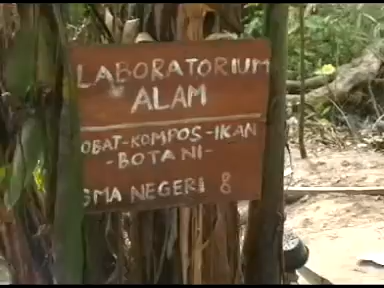 LABORATORIUM
ALAM
OBAT-KOMPOS-IKAN
-BOTANI-
SMA NEGERI 8